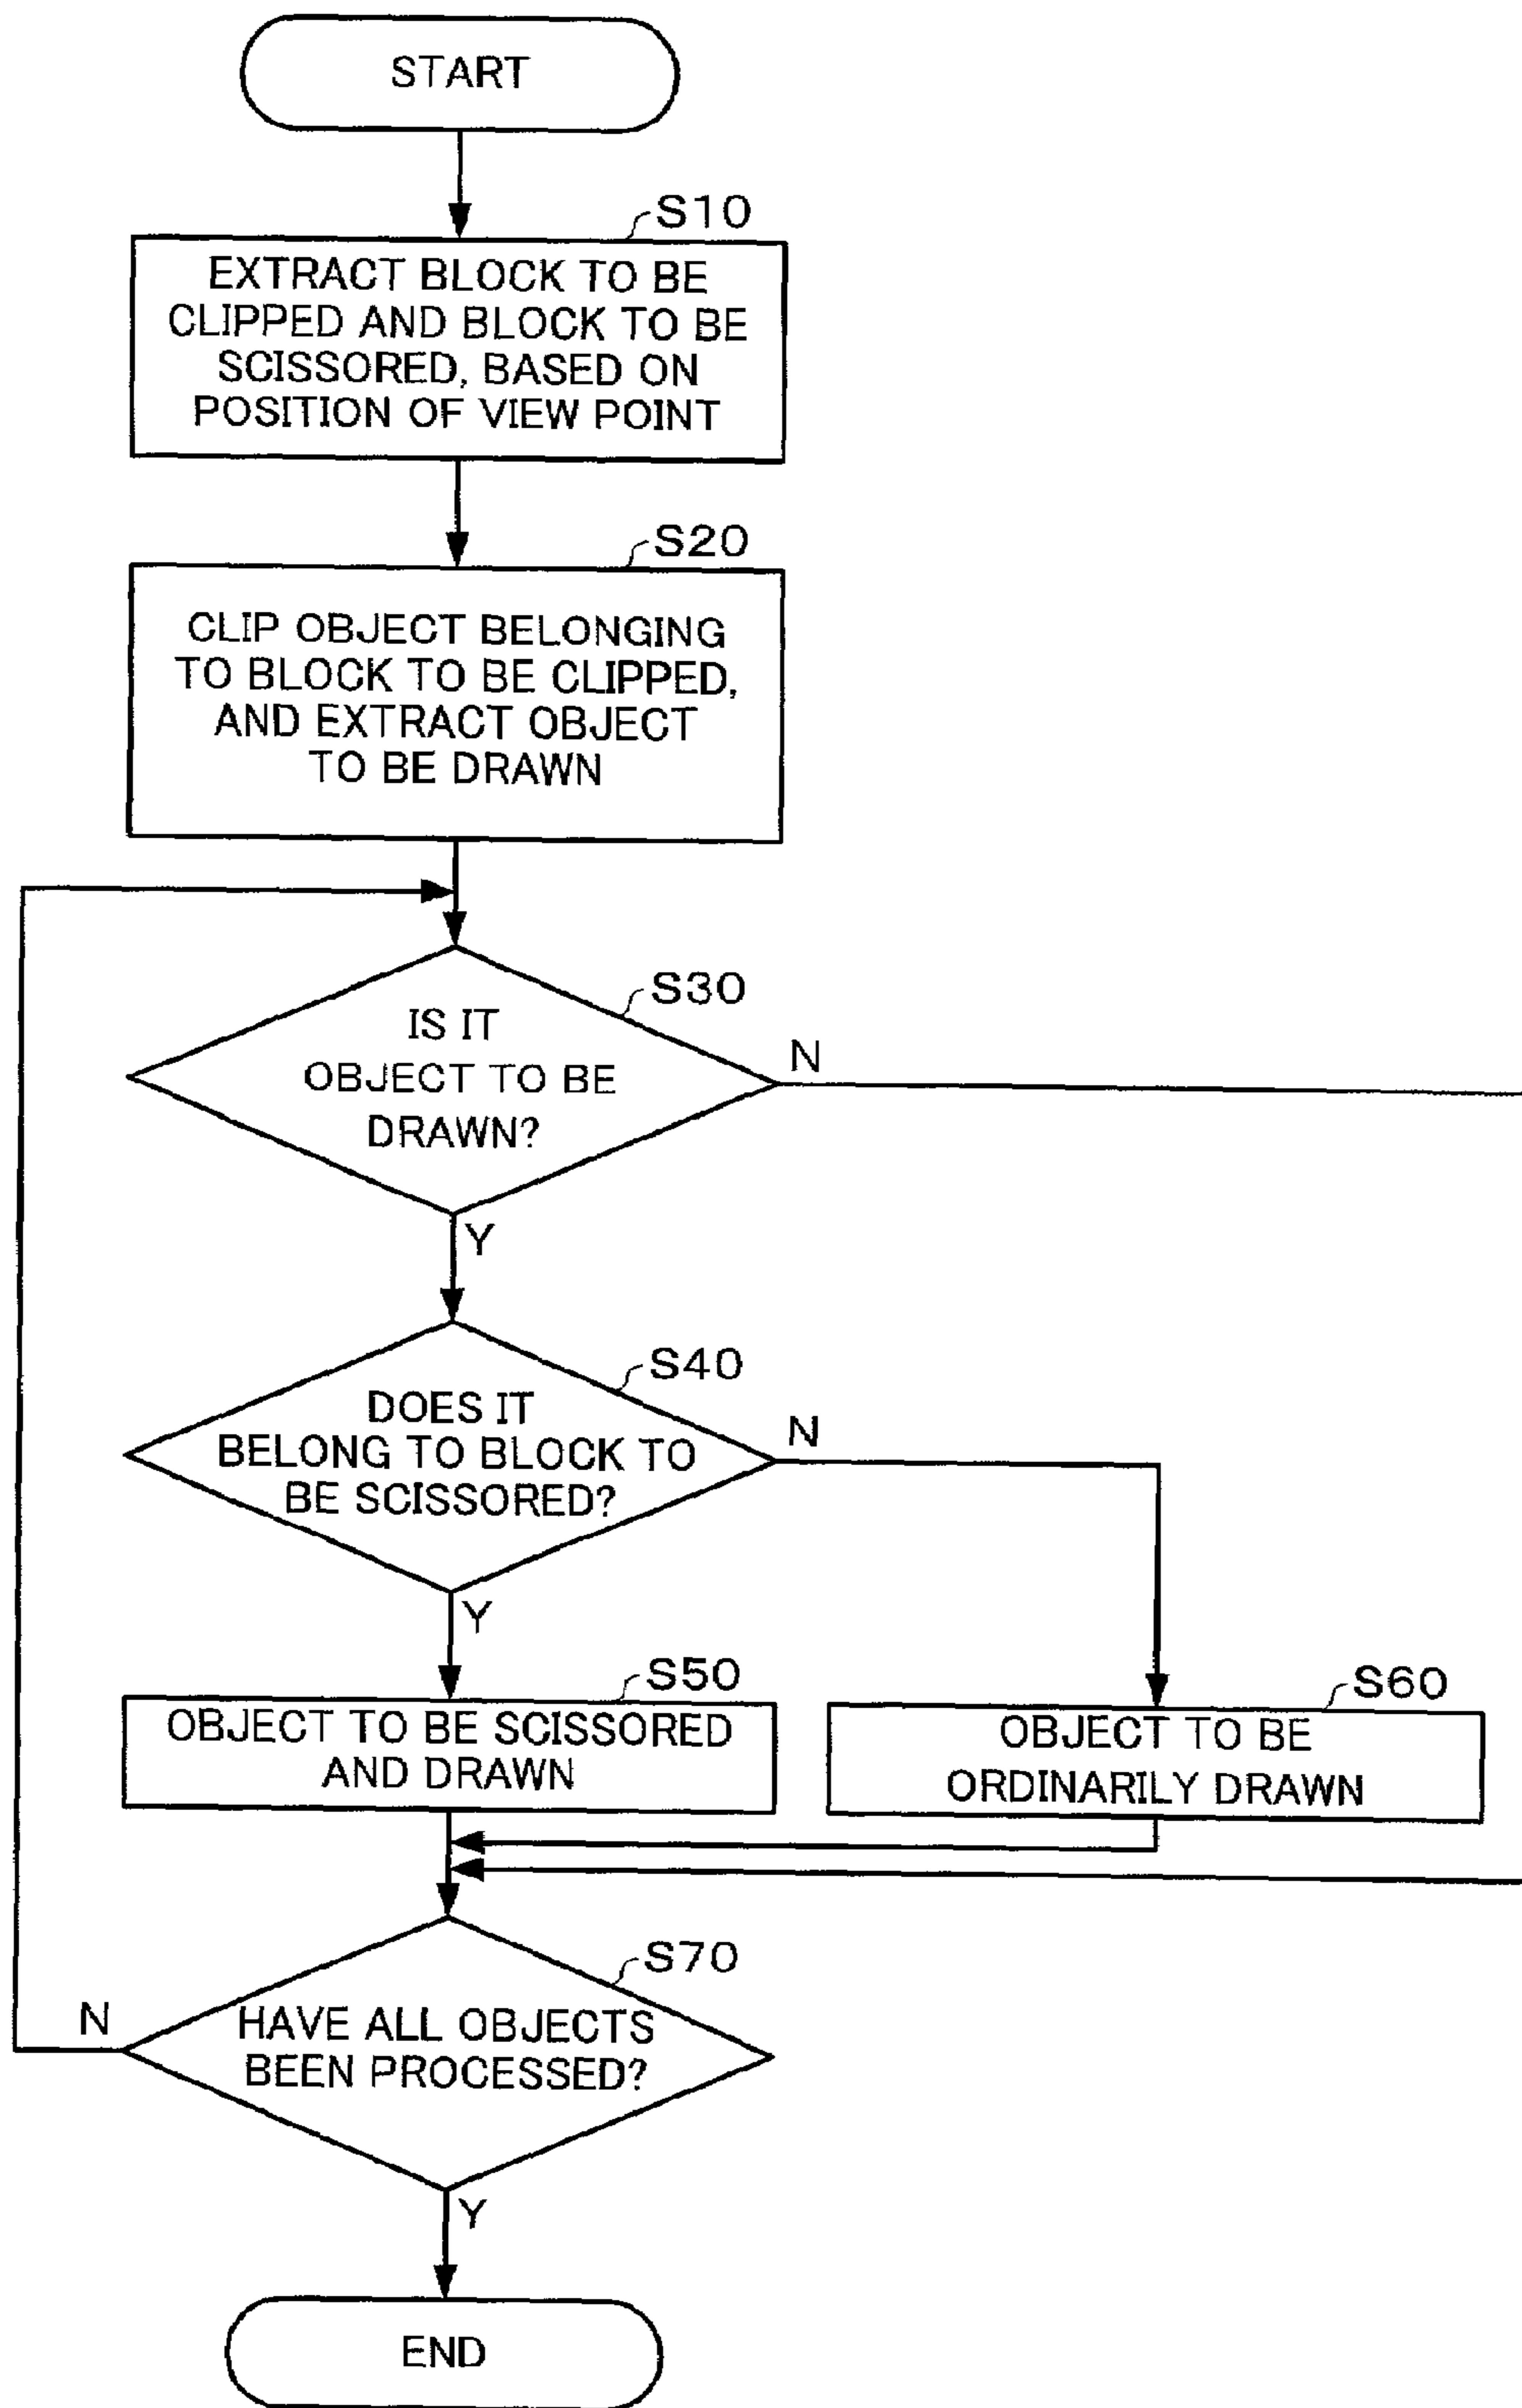 START
S10
EXTRACT BLOCK TO BE
CLIPPED AND BLOCK TO BE
SCISSORED, BASED ON
POSITION OF VIEW POINT
S20
CLIP OBJECT BELONGING
TO BLOCK TO BE CLIPPED,
AND EXTRACT OBJECT
TO BE DRAWN
S30
IS IT
OBJECT TO BE
DRAWN?
N
Y
S40
DOES IT
BELONG TO BLOCK TO
BE SCISSORED?
N
Y
S50
OBJECT TO BE SCISSORED
AND DRAWN
S60
OBJECT TO BE
ORDINARILY DRAWN
S70
HAVE ALL OBJECTS
BEEN PROCESSED?
N
Y
END